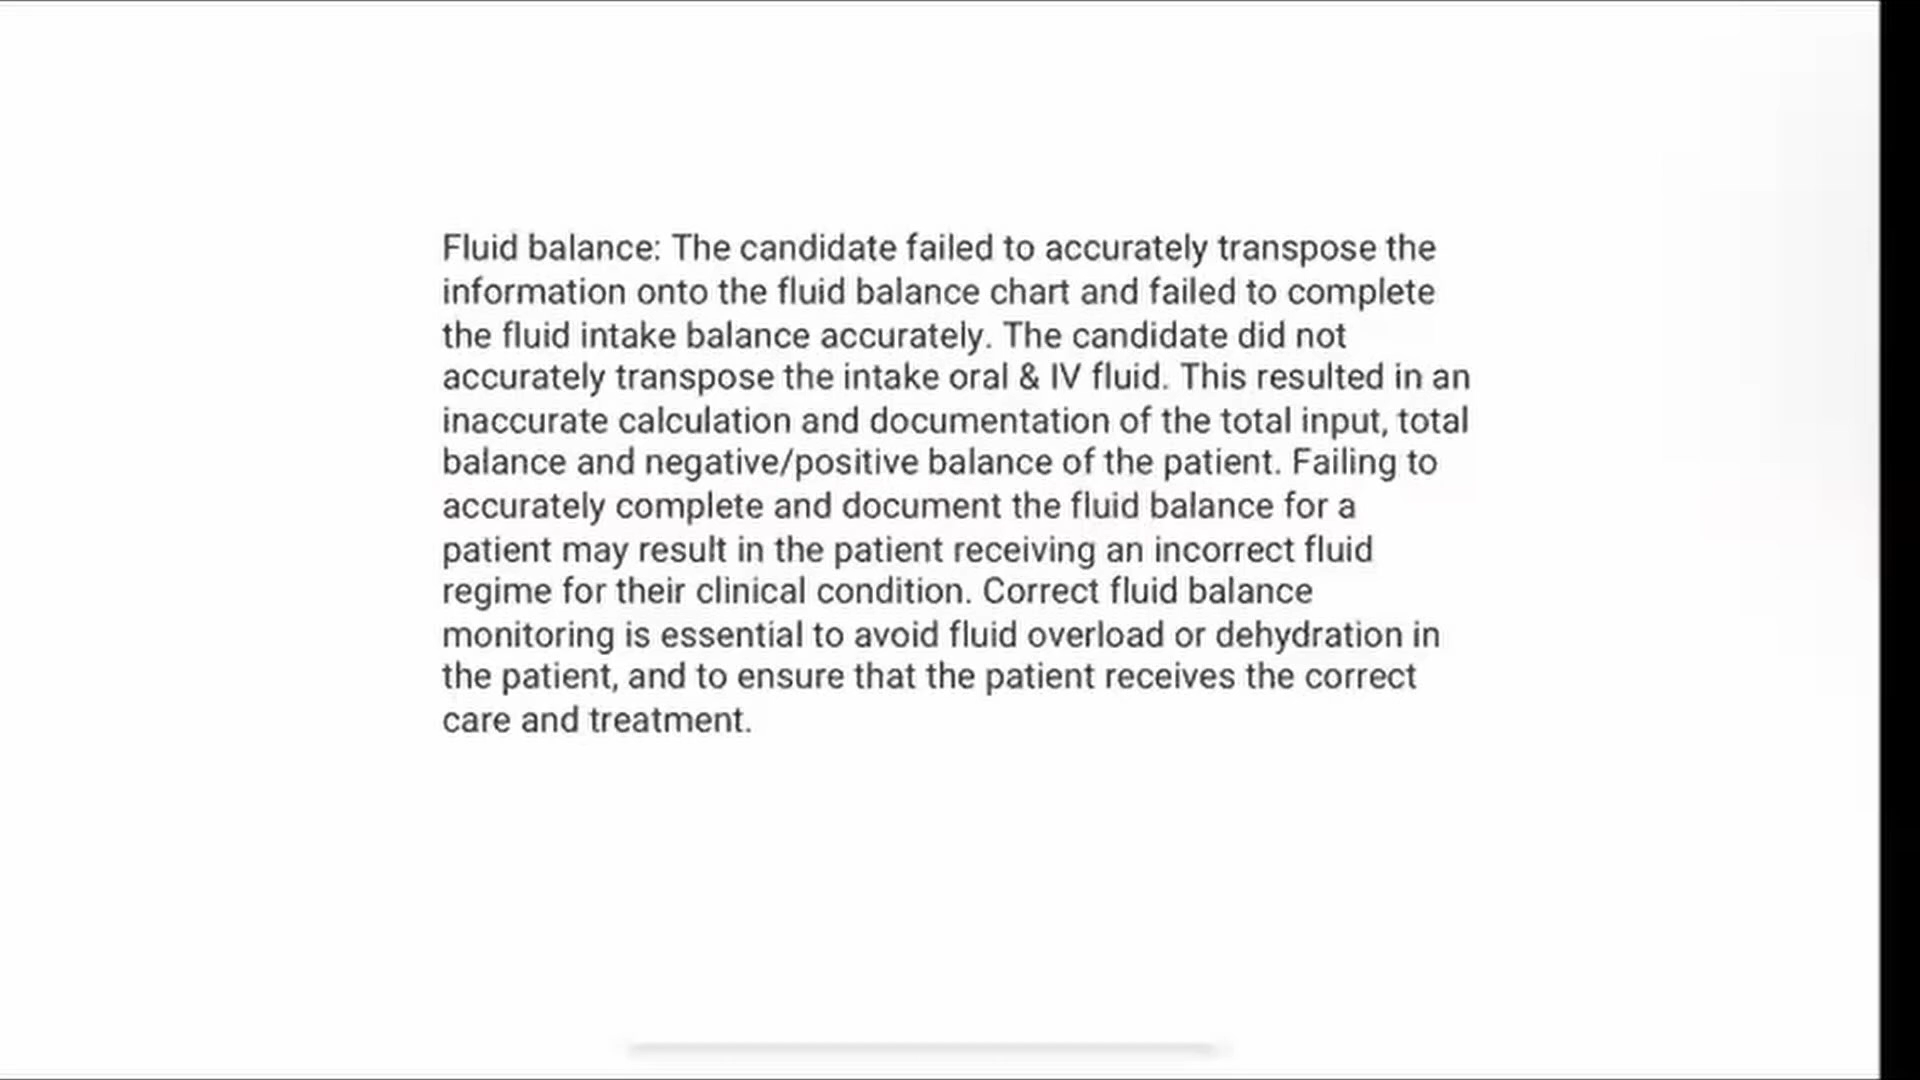 Fluid balance: The candidate failed to accurately transpose the
information onto the fluid balance chart and failed to complete
the fluid intake balance accurately. The candidate did not
accurately transpose the intake oral & IV fluid. This resulted in an
inaccurate calculation and documentation of the total input, total
balance and negative/positive balance of the patient. Failing to
accurately complete and document the fluid balance for a
patient may result in the patient receiving an incorrect fluid
regime for their clinical condition. Correct fluid balance
monitoring is essential to avoid fluid overload or dehydration in
the patient, and to ensure that the patient receives the correct
care and treatment.